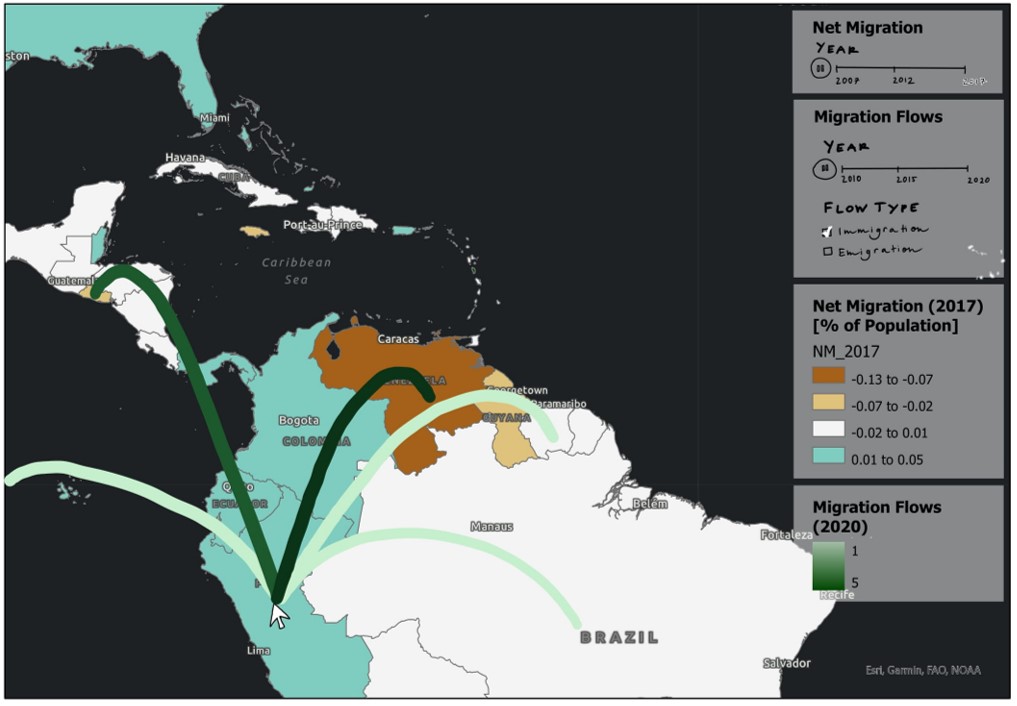 ston
Miami
Havana
CUBA
Port-au-Prince
Caribbean
Sea
Guatemal
Caracas
Georgetown
Paramaribo
GUYANA
Bogota
COLOMBIA
Quito
ECUADOR
Manaus
Belém
Fortaleza
Recife
BRAZIL
Lima
Salvador
Esri, Garmin, FAO, NOAA
Net Migration
YEAR
2007 2012 2017
Migration Flows
YEAR
2010 2015 2020
FLOW TYPE
Immigration
Emigration
Net Migration (2017)
[% of Population]
NM_2017
-0.13 to -0.07
-0.07 to -0.02
-0.02 to 0.01
0.01 to 0.05
Migration Flows
(2020)
1
5